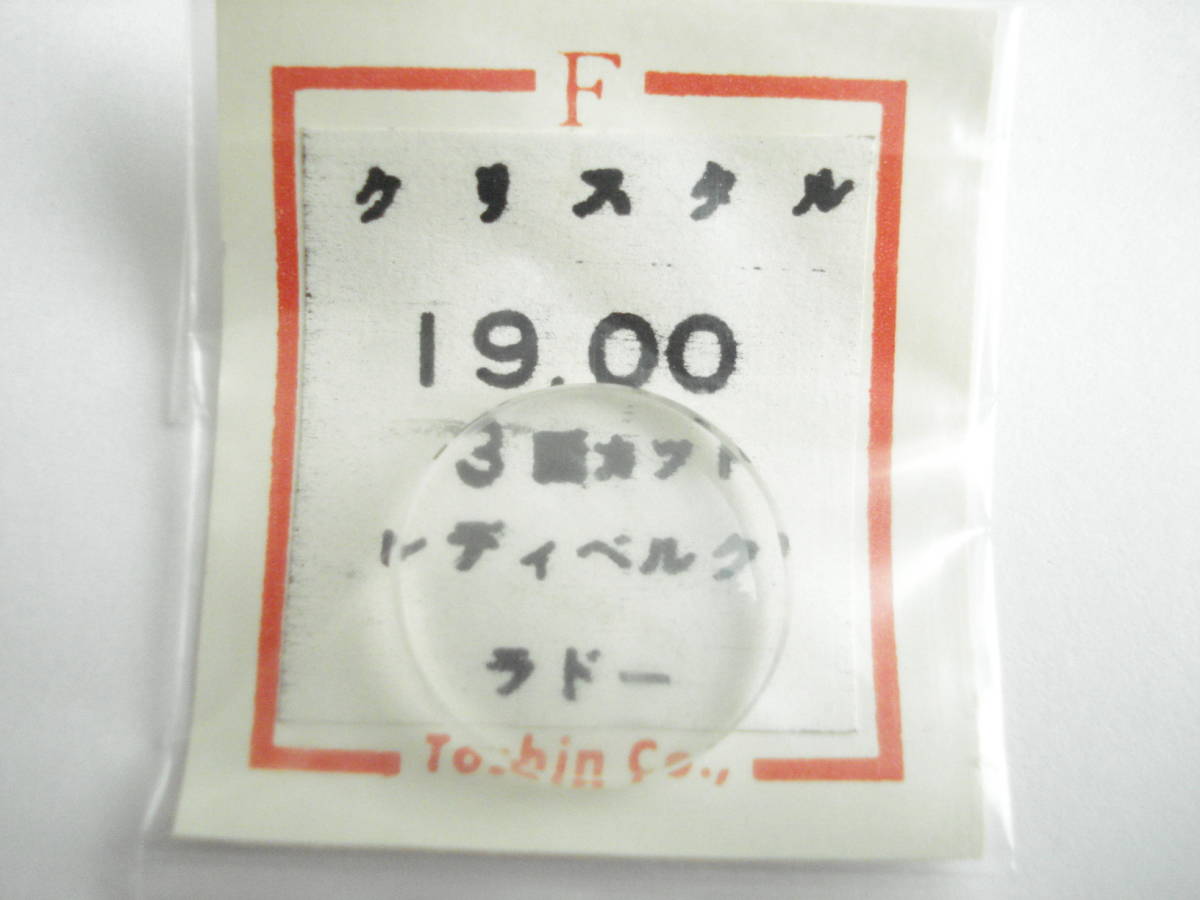 F
クリスタル
19.00
3面カット
レディベルク
ラドー
Toshin Co.,